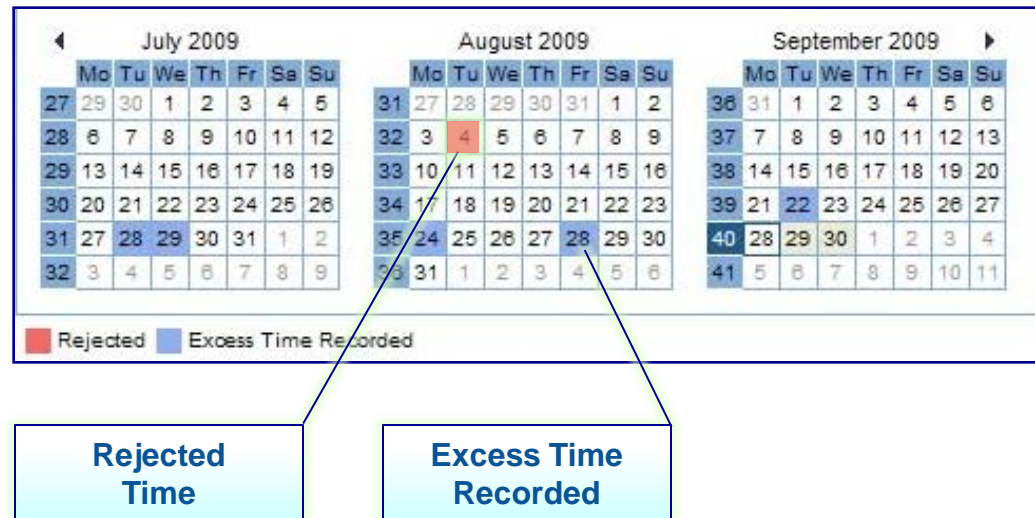 July 2009
Mo Tu We Th Fr Sa Su
27 29 30 1 2 3 4 5
28 6 7 8 9 10 11 12
29 13 14 15 16 17 18 19
30 20 21 22 23 24 25 26
31 27 28 29 30 31 1 2
32 3 4 5 6 7 8 9
August 2009
Mo Tu We Th Fr Sa Su
31 27 28 29 30 31 1 2
32 3 4 5 6 7 8 9
33 10 11 12 13 14 15 16
34 17 18 19 20 21 22 23
35 24 25 26 27 28 29 30
36 31 1 2 3 4 5 6
September 2009
Mo Tu We Th Fr Sa Su
36 31 1 2 3 4 5 6
37 7 8 9 10 11 12 13
38 14 15 16 17 18 19 20
39 21 22 23 24 25 26 27
40 28 29 30 1 2 3 4
41 5 6 7 8 9 10 11
Rejected Excess Time Recorded
Rejected
Time
Excess Time
Recorded